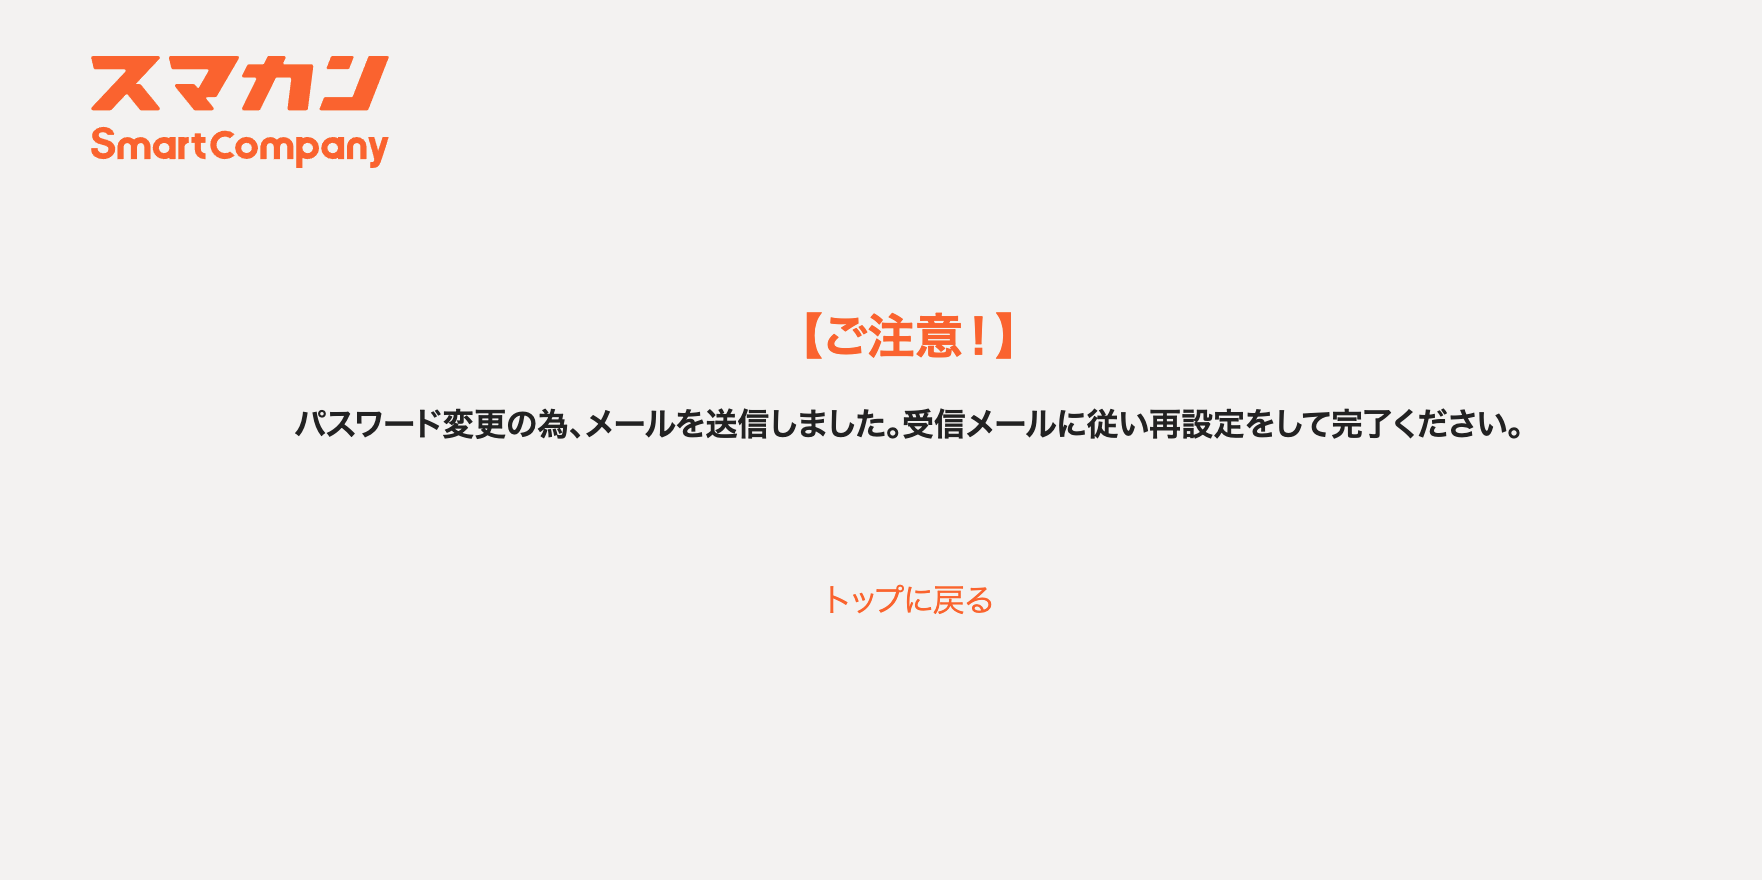 スマカン
SmartCompany
【ご注意！】
パスワード変更の為、メールを送信しました。受信メールに従い再設定をして完了ください。
トップに戻る